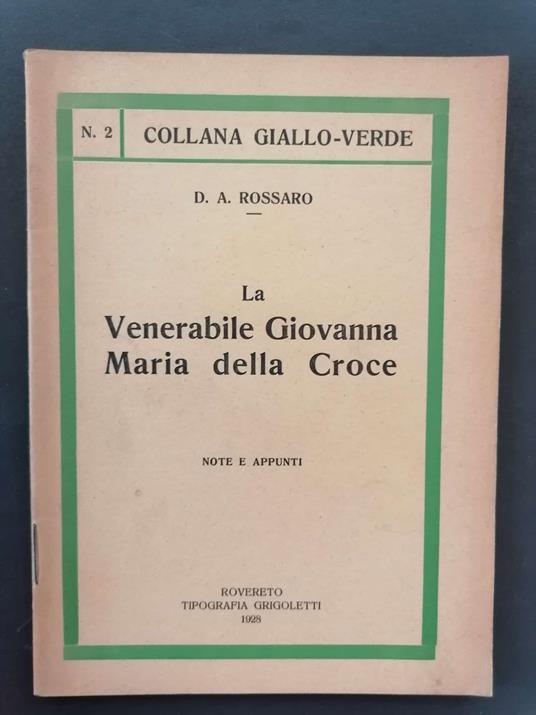 N. 2 COLLANA GIALLO-VERDE
D. A. ROSSARO
La
Venerabile Giovanna
Maria della Croce
NOTE E APPUNTI
ROVERETO
TIPOGRAFIA GRIGOLETTI
1928